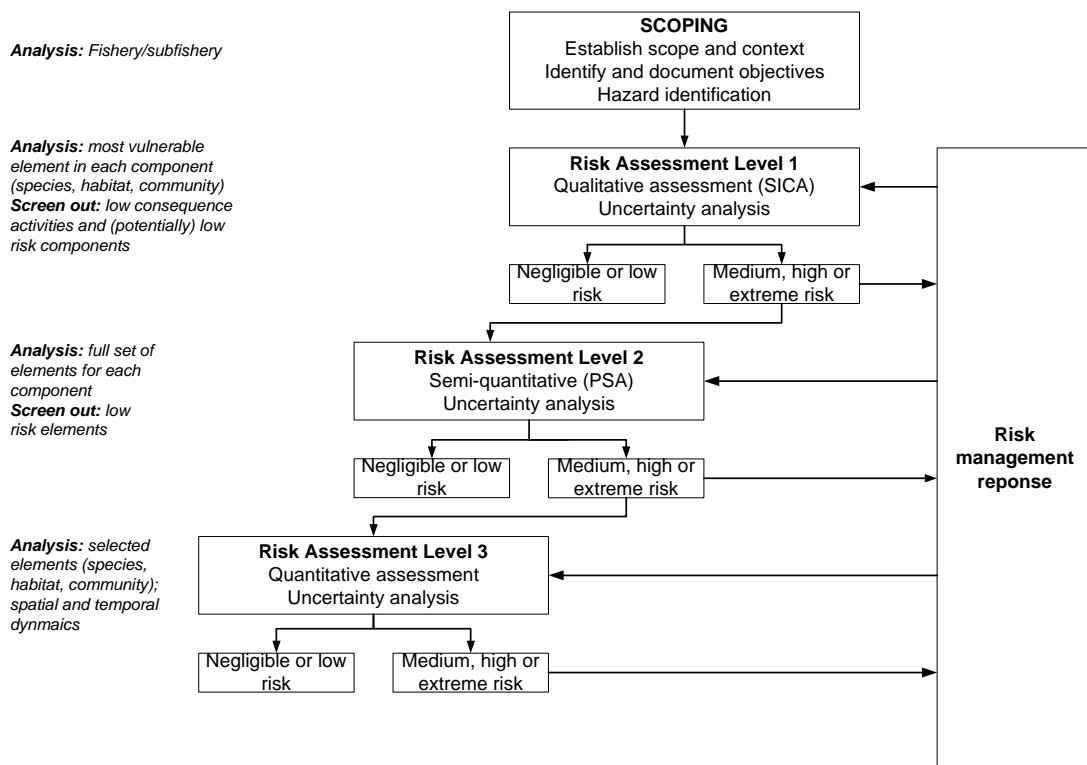 SCOPING
Establish scope and context
Identify and document objectives
Hazard identification
Analysis: Fishery/subfishery
Analysis: most vulnerable
element in each component
(species, habitat, community)
Screen out: low consequence
activities and (potentially) low
risk components
Risk Assessment Level 1
Qualitative assessment (SICA)
Uncertainty analysis
Negligible or low
risk
Medium, high or
extreme risk
Analysis: full set of
elements for each
component
Screen out: low
risk elements
Risk Assessment Level 2
Semi-quantitative (PSA)
Uncertainty analysis
Negligible or low
risk
Medium, high or
extreme risk
Risk
management
reponse
Analysis: selected
elements (species,
habitat, community);
spatial and temporal
dynmaics
Risk Assessment Level 3
Quantitative assessment
Uncertainty analysis
Negligible or low
risk
Medium, high or
extreme risk